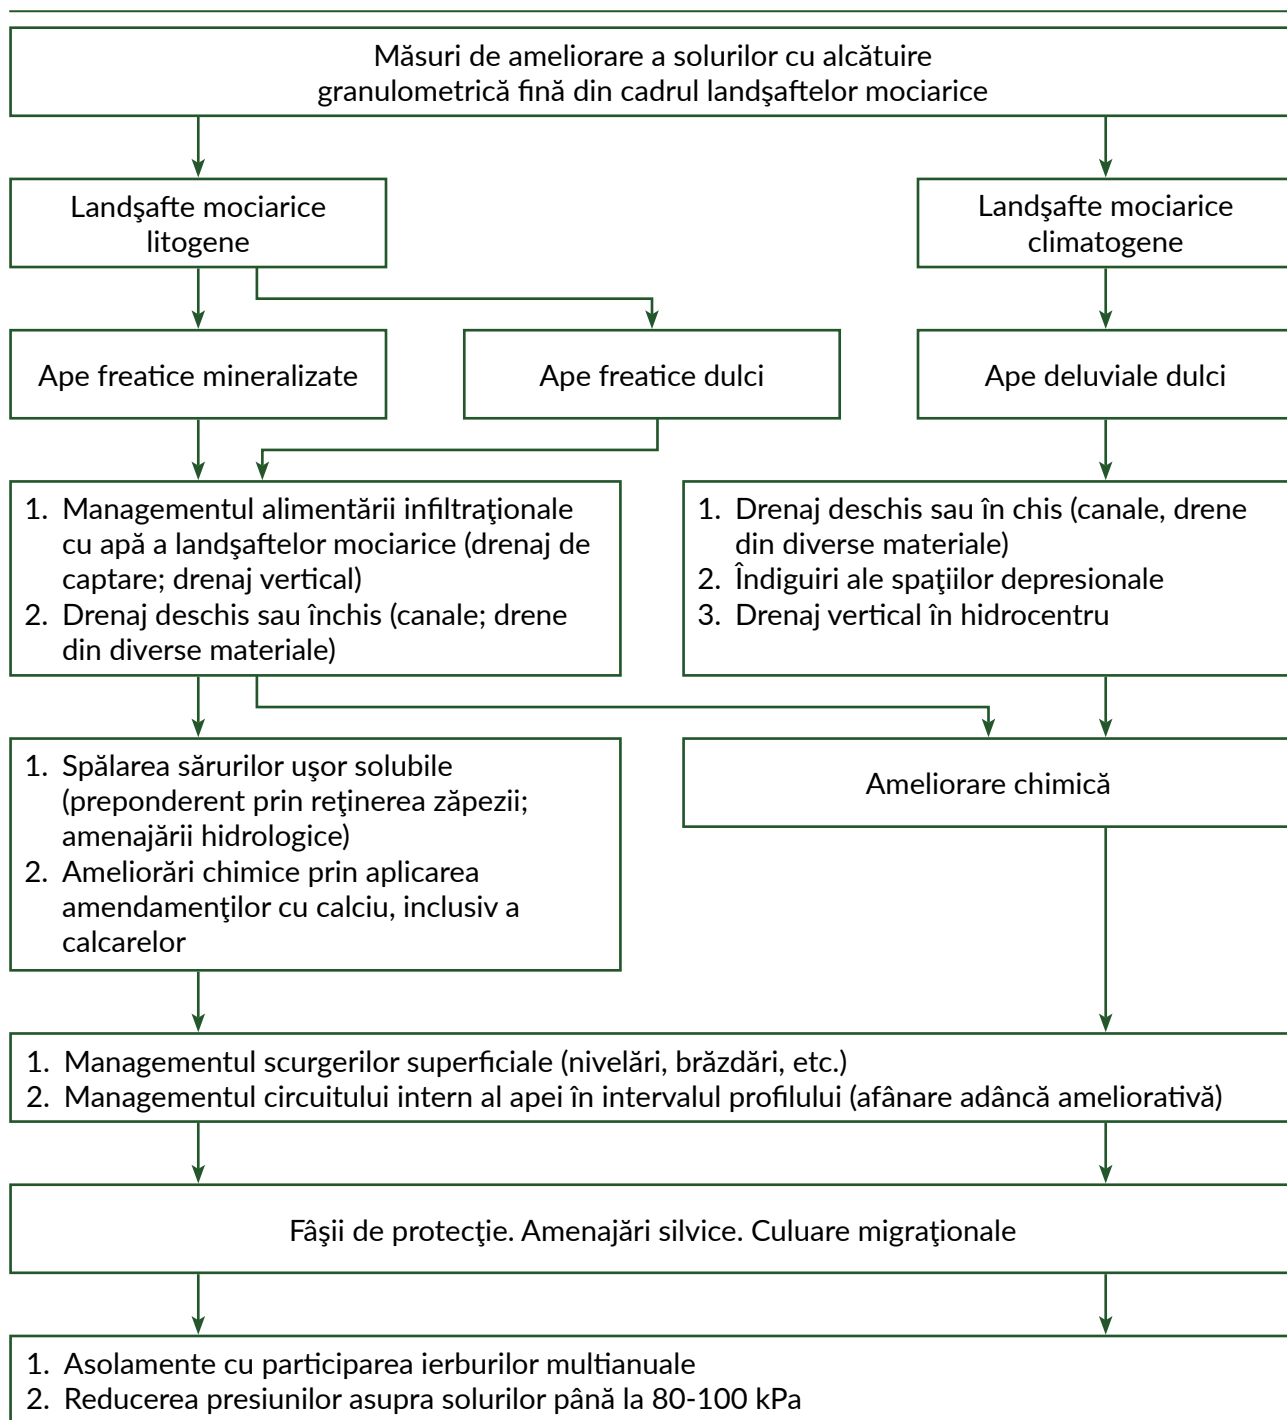 Măsuri de ameliorare a solurilor cu alcătuire
granulometrică fină din cadrul landşaftelor mociarice
Landşafte mociarice
litogene
Landşafte mociarice
climatogene
Ape freatice mineralizate
Ape freatice dulci
Ape deluviale dulci
1. Managementul alimentării infiltraţionale
cu apă a landşaftelor mociarice (drenaj de
captare; drenaj vertical)
2. Drenaj deschis sau închis (canale; drene
din diverse materiale)
1. Drenaj deschis sau în chis (canale, drene
din diverse materiale)
2. Îndiguiri ale spaţiilor depresionale
3. Drenaj vertical în hidrocentru
1. Spălarea sărurilor uşor solubile
(preponderent prin reţinerea zăpezii;
amenajării hidrologice)
2. Ameliorări chimice prin aplicarea
amendamenţilor cu calciu, inclusiv a
calcarelor
Ameliorare chimică
1. Managementul scurgerilor superficiale (nivelări, brăzdări, etc.)
2. Managementul circuitului intern al apei în intervalul profilului (afânare adâncă ameliorativă)
Fâşii de protecţie. Amenajări silvice. Culuare migraţionale
1. Asolamente cu participarea ierburilor multianuale
2. Reducerea presiunilor asupra solurilor până la 80-100 kPa